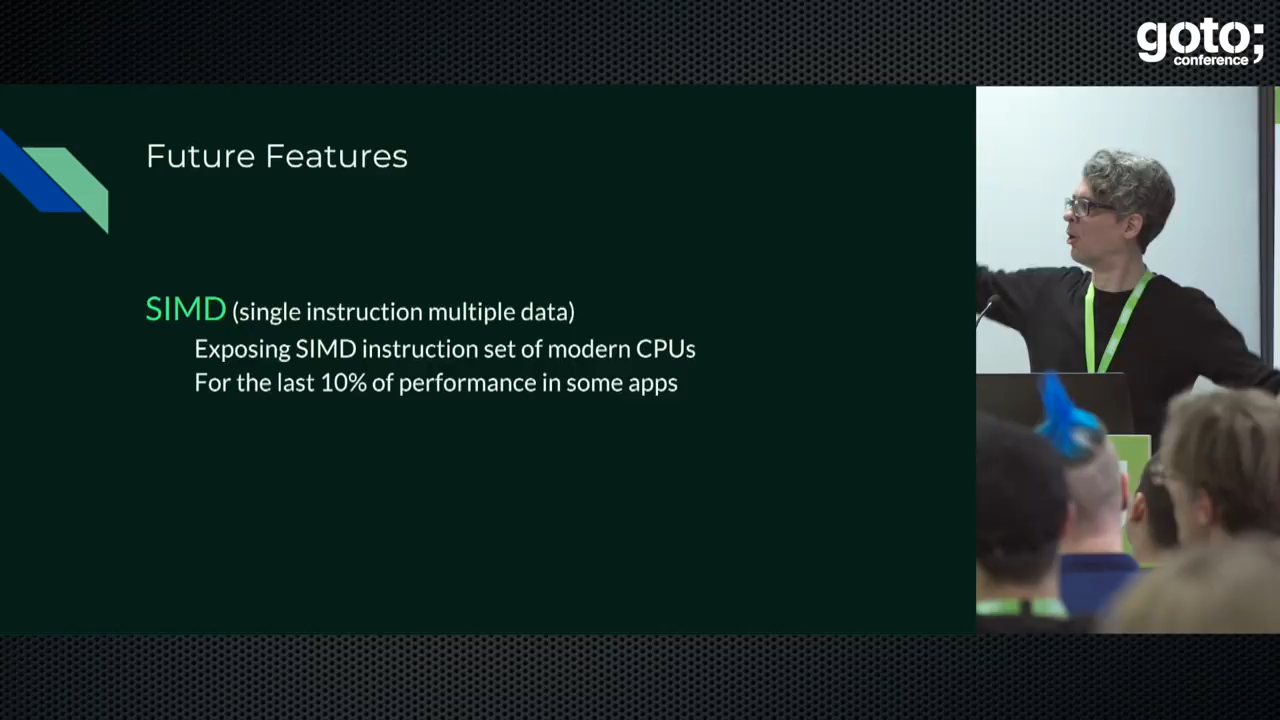 goto;
conference
Future Features
SIMD (single instruction multiple data)
Exposing SIMD instruction set of modern CPUs
For the last 10% of performance in some apps